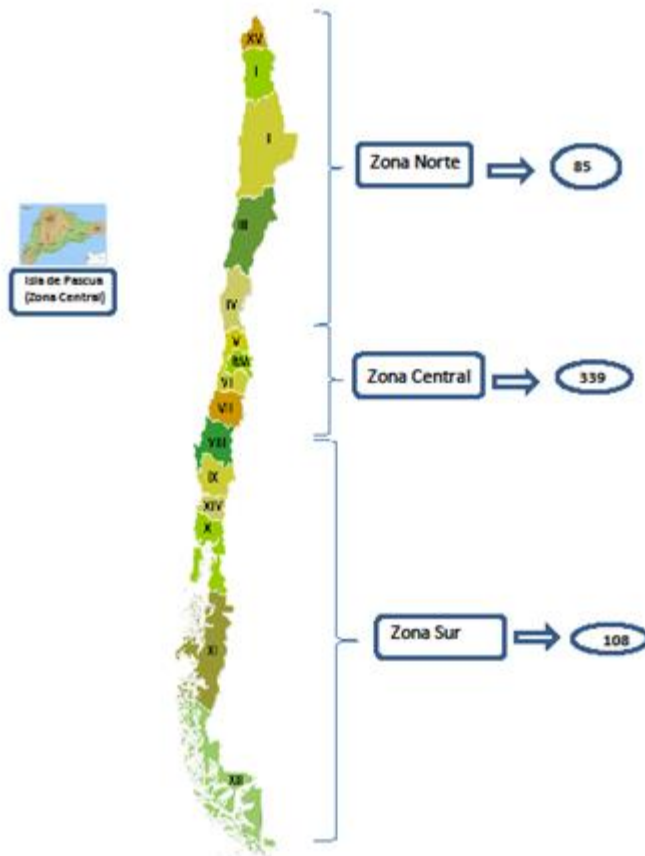 XV
I
I
Zona Norte
85
III
Isla de Pascua
(Zona Central)
IV
V
RM
VI
Zona Central
339
VII
VIII
IX
XIV
X
Zona Sur
108
XI
XII